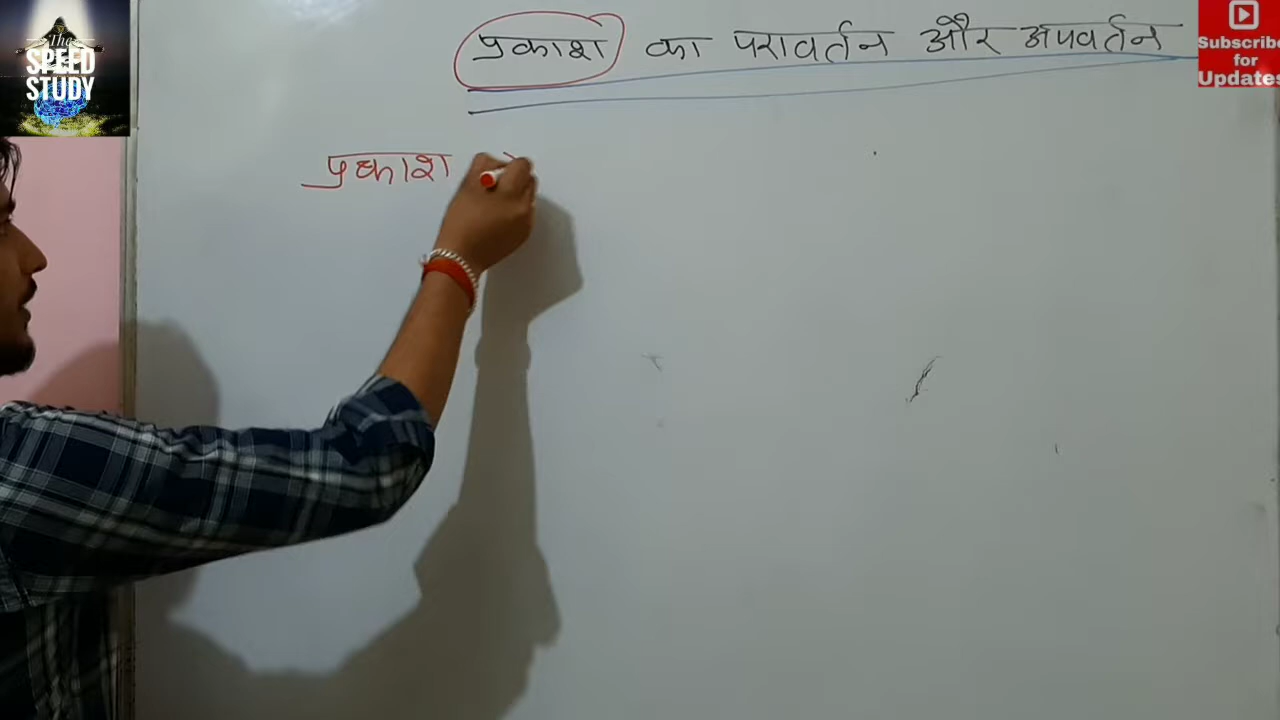 The
SPEED
STUDY
प्रकाश का परावर्तन और अपवर्तन
Subscribe
for
Updates
प्रकाश